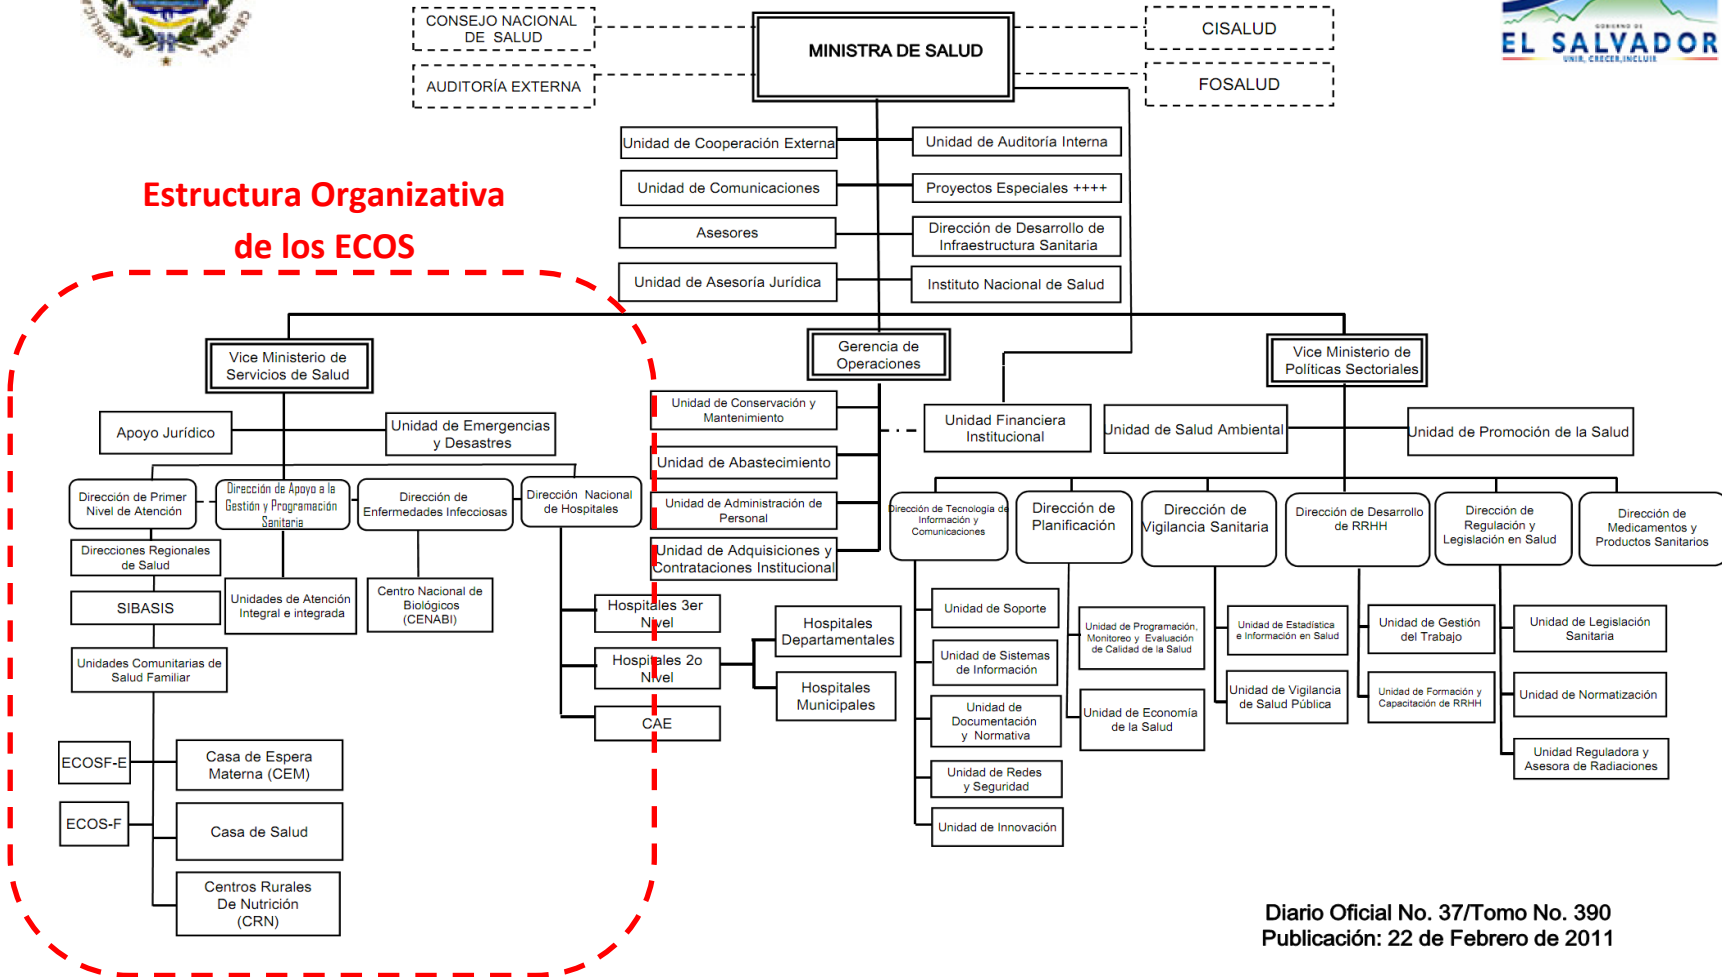 REPUBLICA
CENTRAL
CONSEJO NACIONAL
DE SALUD
AUDITORÍA EXTERNA
MINISTRA DE SALUD
CISALUD
FOSALUD
GOBIERNO DE
EL SALVADOR
UNIR, CRECER, INCLUIR
Unidad de Cooperación Externa
Unidad de Auditoría Interna
Unidad de Comunicaciones
Proyectos Especiales ++++
Asesores
Dirección de Desarrollo de
Infraestructura Sanitaria
Unidad de Asesoría Jurídica
Instituto Nacional de Salud
Estructura Organizativa
de los ECOS
Vice Ministerio de
Servicios de Salud
Gerencia de
Operaciones
Vice Ministerio de
Políticas Sectoriales
Apoyo Jurídico
Unidad de Emergencias
y Desastres
Unidad de Conservación y
Mantenimiento
Unidad Financiera
Institucional
Unidad de Salud Ambiental
Unidad de Promoción de la Salud
Unidad de Abastecimiento
Unidad de Administración de
Personal
Unidad de Adquisiciones y
Contrataciones Institucional
Dirección de Primer
Nivel de Atención
Dirección de Apoyo a la
Gestión y Programación
Sanitaria
Dirección de
Enfermedades Infecciosas
Dirección Nacional
de Hospitales
Dirección de Tecnología de
Información y
Comunicaciones
Dirección de
Planificación
Dirección de
Vigilancia Sanitaria
Dirección de Desarrollo
de RRHH
Dirección de
Regulación y
Legislación en Salud
Dirección de
Medicamentos y
Productos Sanitarios
Direcciones Regionales
de Salud
SIBASIS
Unidades de Atención
Integral e integrada
Centro Nacional de
Biológicos
(CENABI)
Unidades Comunitarias de
Salud Familiar
Hospitales 3er
Nivel
Hospitales 2o
Nivel
CAE
Hospitales
Departamentales
Hospitales
Municipales
ECOSF-E
Casa de Espera
Materna (CEM)
ECOS-F
Casa de Salud
Centros Rurales
De Nutrición
(CRN)
Unidad de Soporte
Unidad de Sistemas
de Información
Unidad de
Documentación
y Normativa
Unidad de Redes
y Seguridad
Unidad de Innovación
Unidad de Programación,
Monitoreo y Evaluación
de Calidad de la Salud
Unidad de Economía
de la Salud
Unidad de Estadística
e Información en Salud
Unidad de Vigilancia
de Salud Pública
Unidad de Gestión
del Trabajo
Unidad de Formación y
Capacitación de RRHH
Unidad de Legislación
Sanitaria
Unidad de Normatización
Unidad Reguladora y
Asesora de Radiaciones
Diario Oficial No. 37/Tomo No. 390
Publicación: 22 de Febrero de 2011